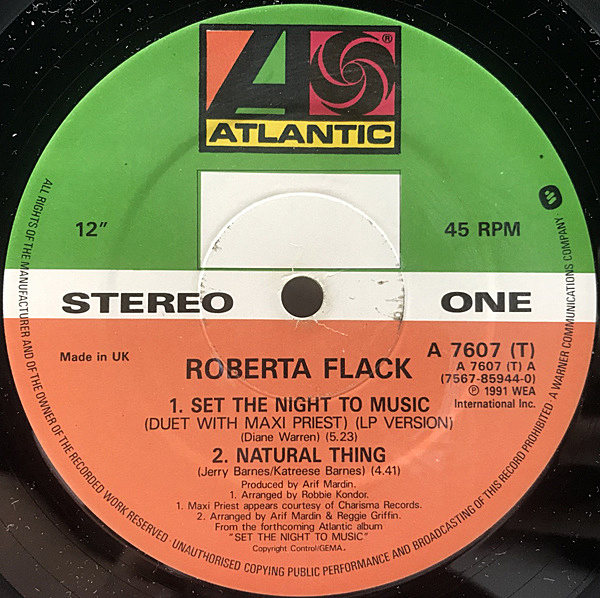 ATLANTIC
®
12"
45 RPM
STEREO
ONE
Made in UK
ROBERTA FLACK
A 7607 (T)
A 7607 (T) A
(7567-85944-0)
Ⓟ 1991 WEA
International Inc.
1. SET THE NIGHT TO MUSIC
(DUET WITH MAXI PRIEST) (LP VERSION)
(Diane Warren) (5.23)
2. NATURAL THING
(Jerry Barnes/Katreese Barnes) (4.41)
Produced by Arif Mardin.
1. Arranged by Robbie Kondor.
1. Maxi Priest appears courtesy of Charisma Records.
2. Arranged by Arif Mardin & Reggie Griffin.
From the forthcoming Atlantic album
"SET THE NIGHT TO MUSIC"
Copyright Control/GEMA.
ALL RIGHTS OF THE MANUFACTURER AND OF THE OWNER OF THE RECORDED WORK RESERVED · UNAUTHORISED COPYING PUBLIC PERFORMANCE AND BROADCASTING OF THIS RECORD PROHIBITED · A WARNER COMMUNICATIONS COMPANY ·